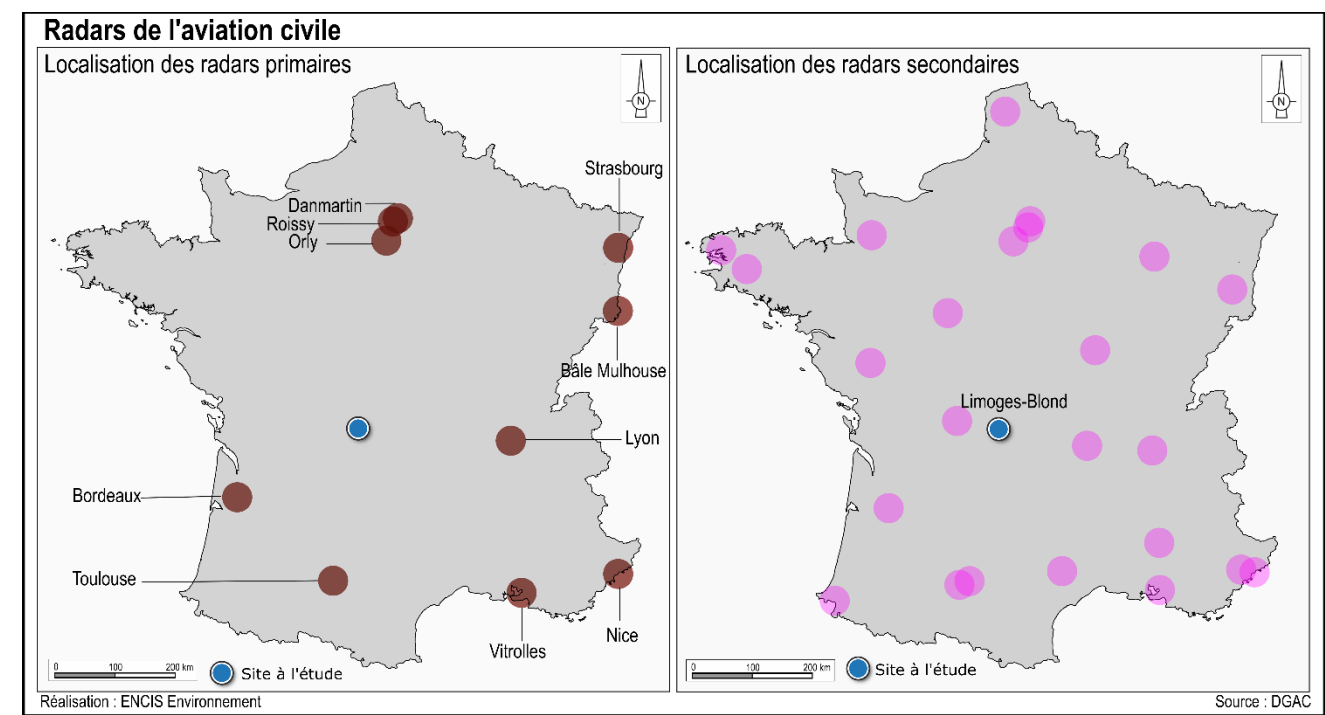 Radars de l'aviation civile
Localisation des radars primaires
N
Strasbourg
Danmartin
Roissy
Orly
Bâle Mulhouse
Lyon
Bordeaux
Toulouse
Nice
Vitrolles
0 100 200 km
Site à l'étude
Localisation des radars secondaires
N
Limoges-Blond
0 100 200 km
Site à l'étude
Réalisation : ENCIS Environnement
Source : DGAC